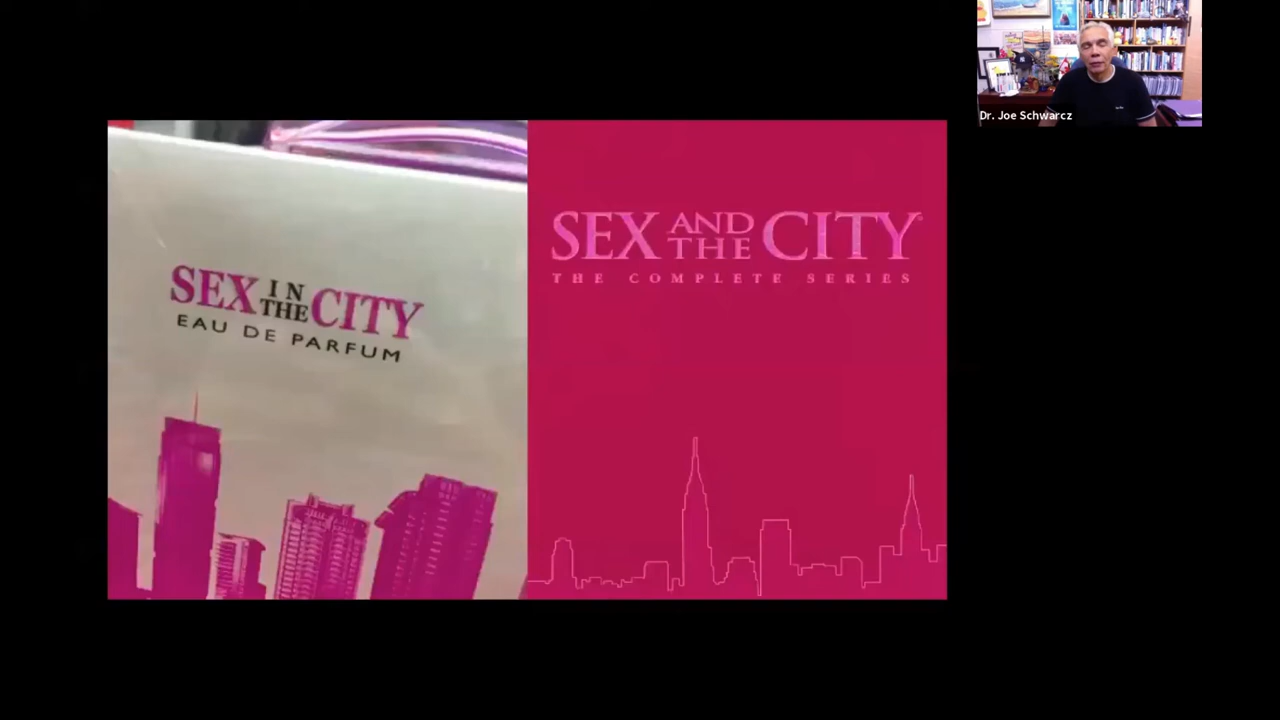 Dr. Joe Schwarcz
SEX IN THE CITY
EAU DE PARFUM
SEX AND THE CITY
THE COMPLETE SERIES